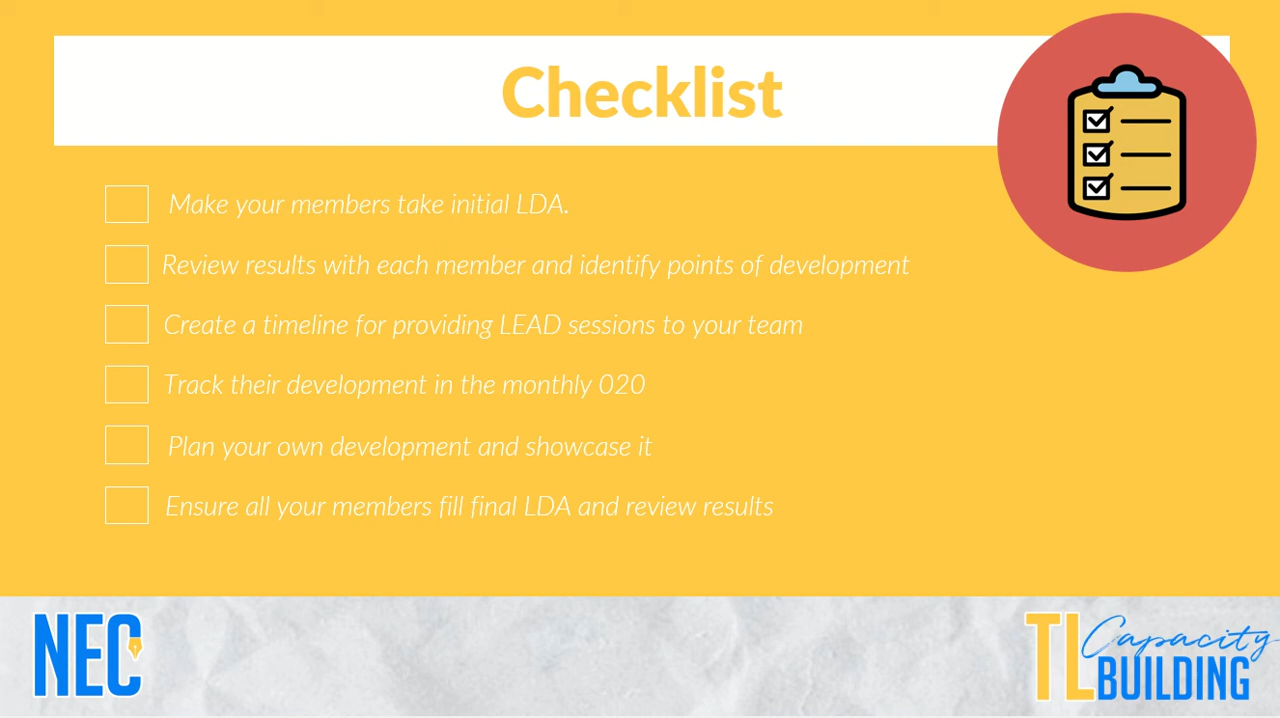 Checklist
Make your members take initial LDA.
Review results with each member and identify points of development
Create a timeline for providing LEAD sessions to your team
Track their development in the monthly 020
Plan your own development and showcase it
Ensure all your members fill final LDA and review results
NEC
TL Capacity
BUILDING